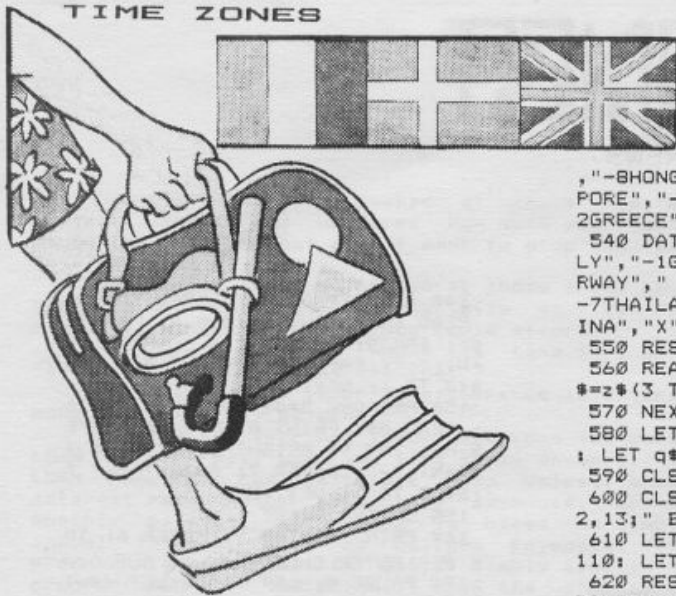 TIME ZONES
,"-8HONG
PORE","-
2GREECE"
540 DAT
LY","-1G
RWAY","
-7THAILA
INA","X"
550 RES
560 REA
$=z$(3 T
570 NEX
580 LET
: LET q$
590 CLS
600 CLS
2,13;" E
610 LET
110: LET
620 RES